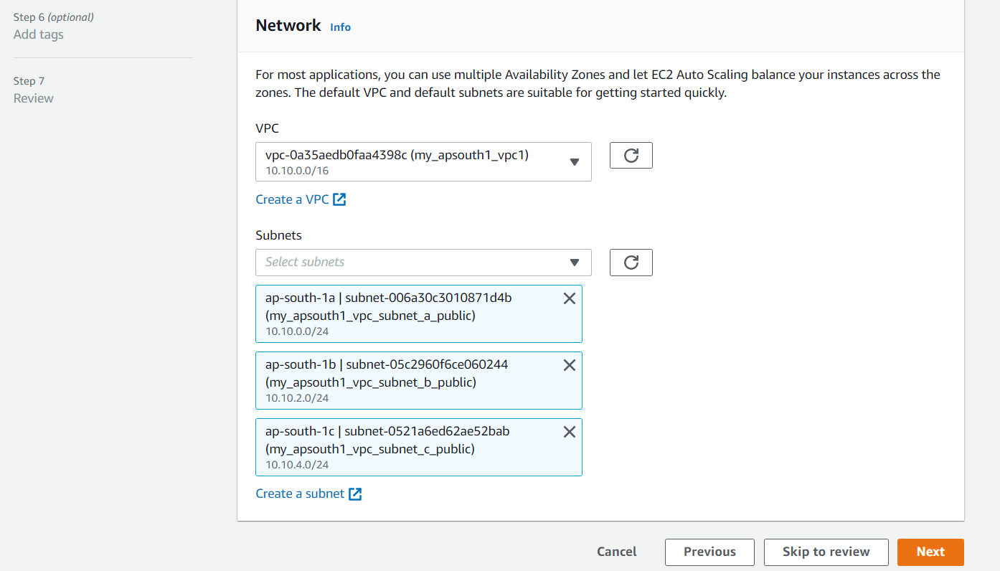 Step 6 (optional)
Add tags
Step 7
Review
Network Info
For most applications, you can use multiple Availability Zones and let EC2 Auto Scaling balance your instances across the
zones. The default VPC and default subnets are suitable for getting started quickly.
VPC
vpc-0a35aedb0faa4398c (my_apsouth1_vpc1)
10.10.0.0/16
Create a VPC
Subnets
Select subnets
ap-south-1a | subnet-006a30c3010871d4b
(my_apsouth1_vpc_subnet_a_public)
10.10.0.0/24
ap-south-1b | subnet-05c2960f6ce060244
(my_apsouth1_vpc_subnet_b_public)
10.10.2.0/24
ap-south-1c | subnet-0521a6ed62ae52bab
(my_apsouth1_vpc_subnet_c_public)
10.10.4.0/24
Create a subnet
Cancel
Previous
Skip to review
Next